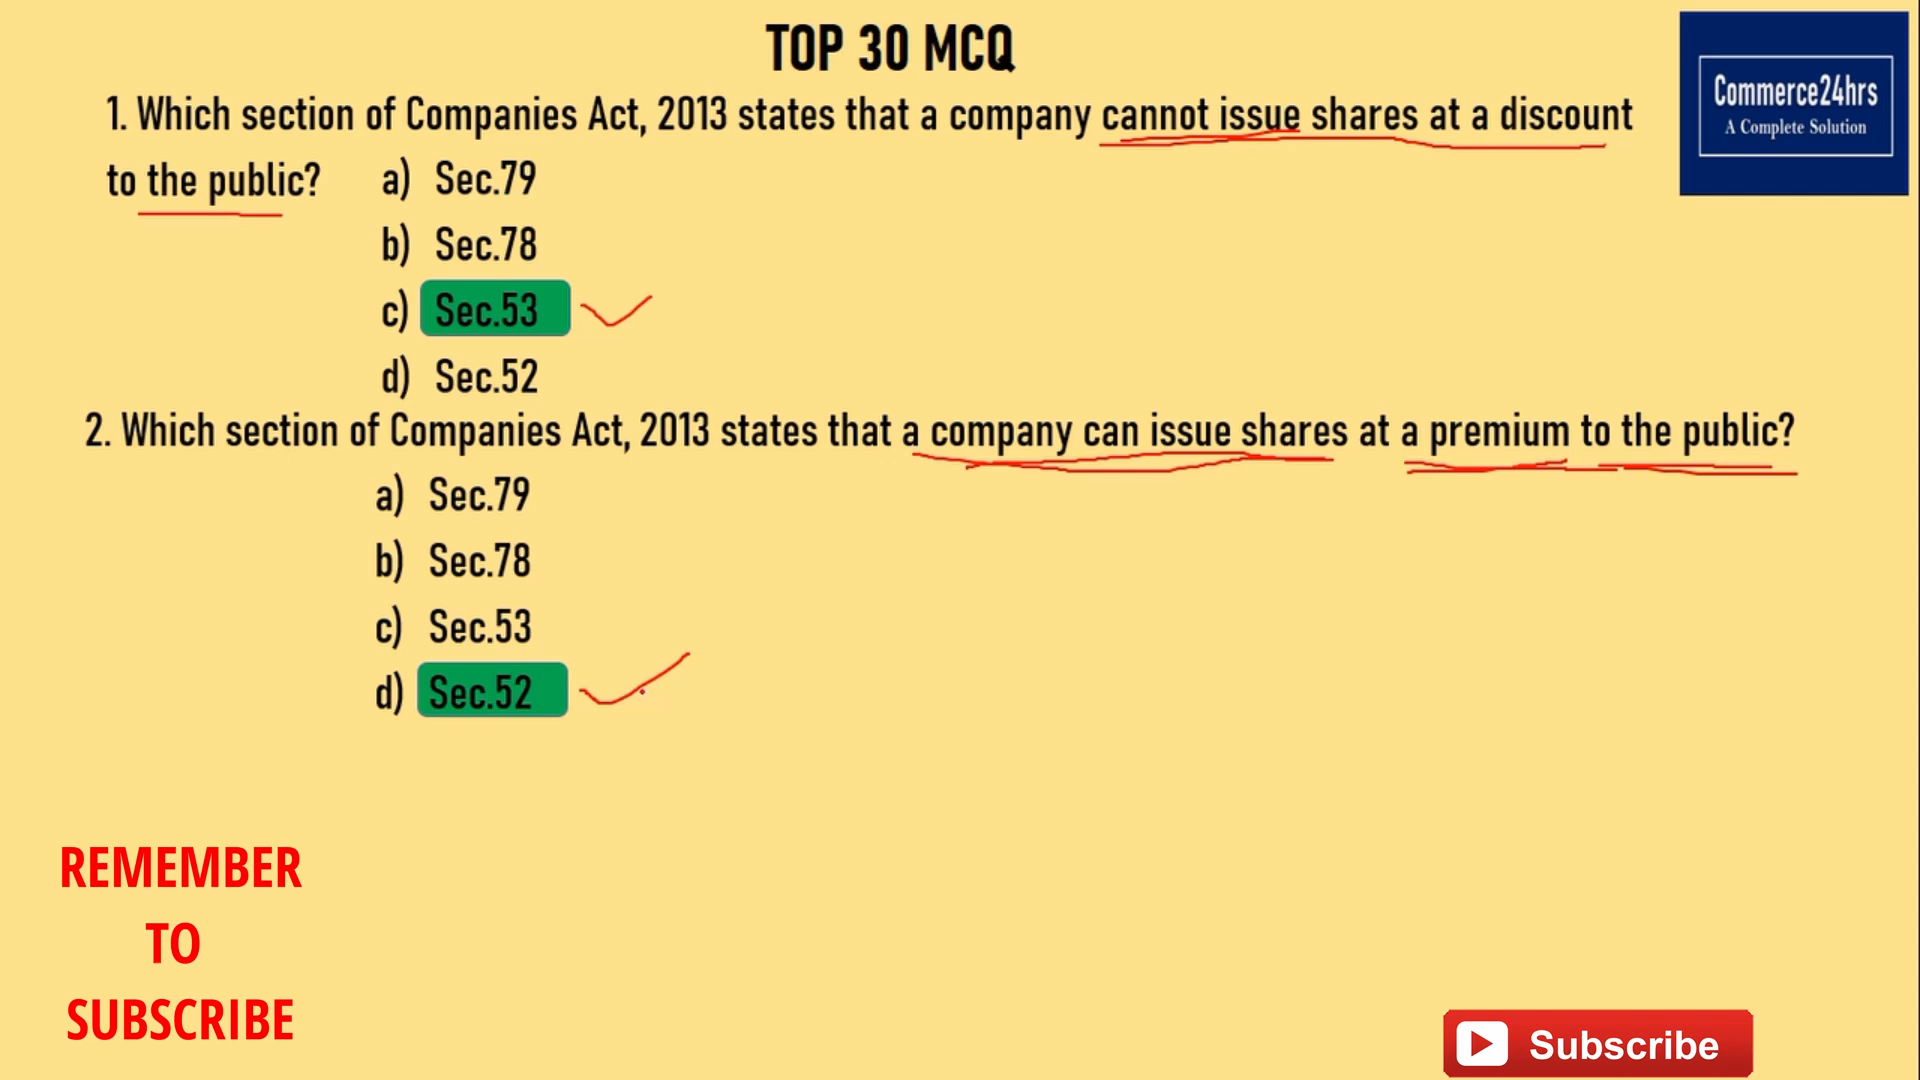 TOP 30 MCQ
Commerce24hrs
A Complete Solution
1. Which section of Companies Act, 2013 states that a company cannot issue shares at a discount
to the public? a) Sec.79
b) Sec.78
c) Sec.53
d) Sec.52
2. Which section of Companies Act, 2013 states that a company can issue shares at a premium to the public?
a) Sec.79
b) Sec.78
c) Sec.53
d) Sec.52
REMEMBER
TO
SUBSCRIBE
Subscribe